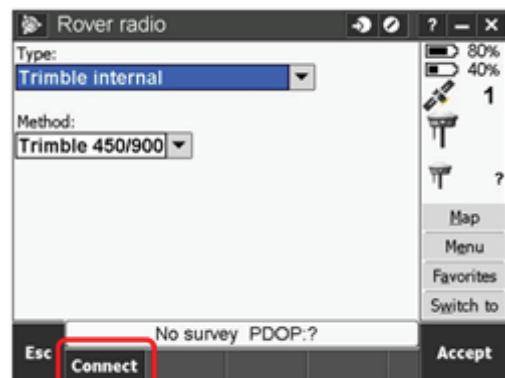 Rover radio
? – ×
Type:
80%
Trimble internal
40%
1
Method:
Trimble 450/900
?
Map
Menu
Favorites
Switch to
No survey PDOP:?
Esc
Connect
Accept